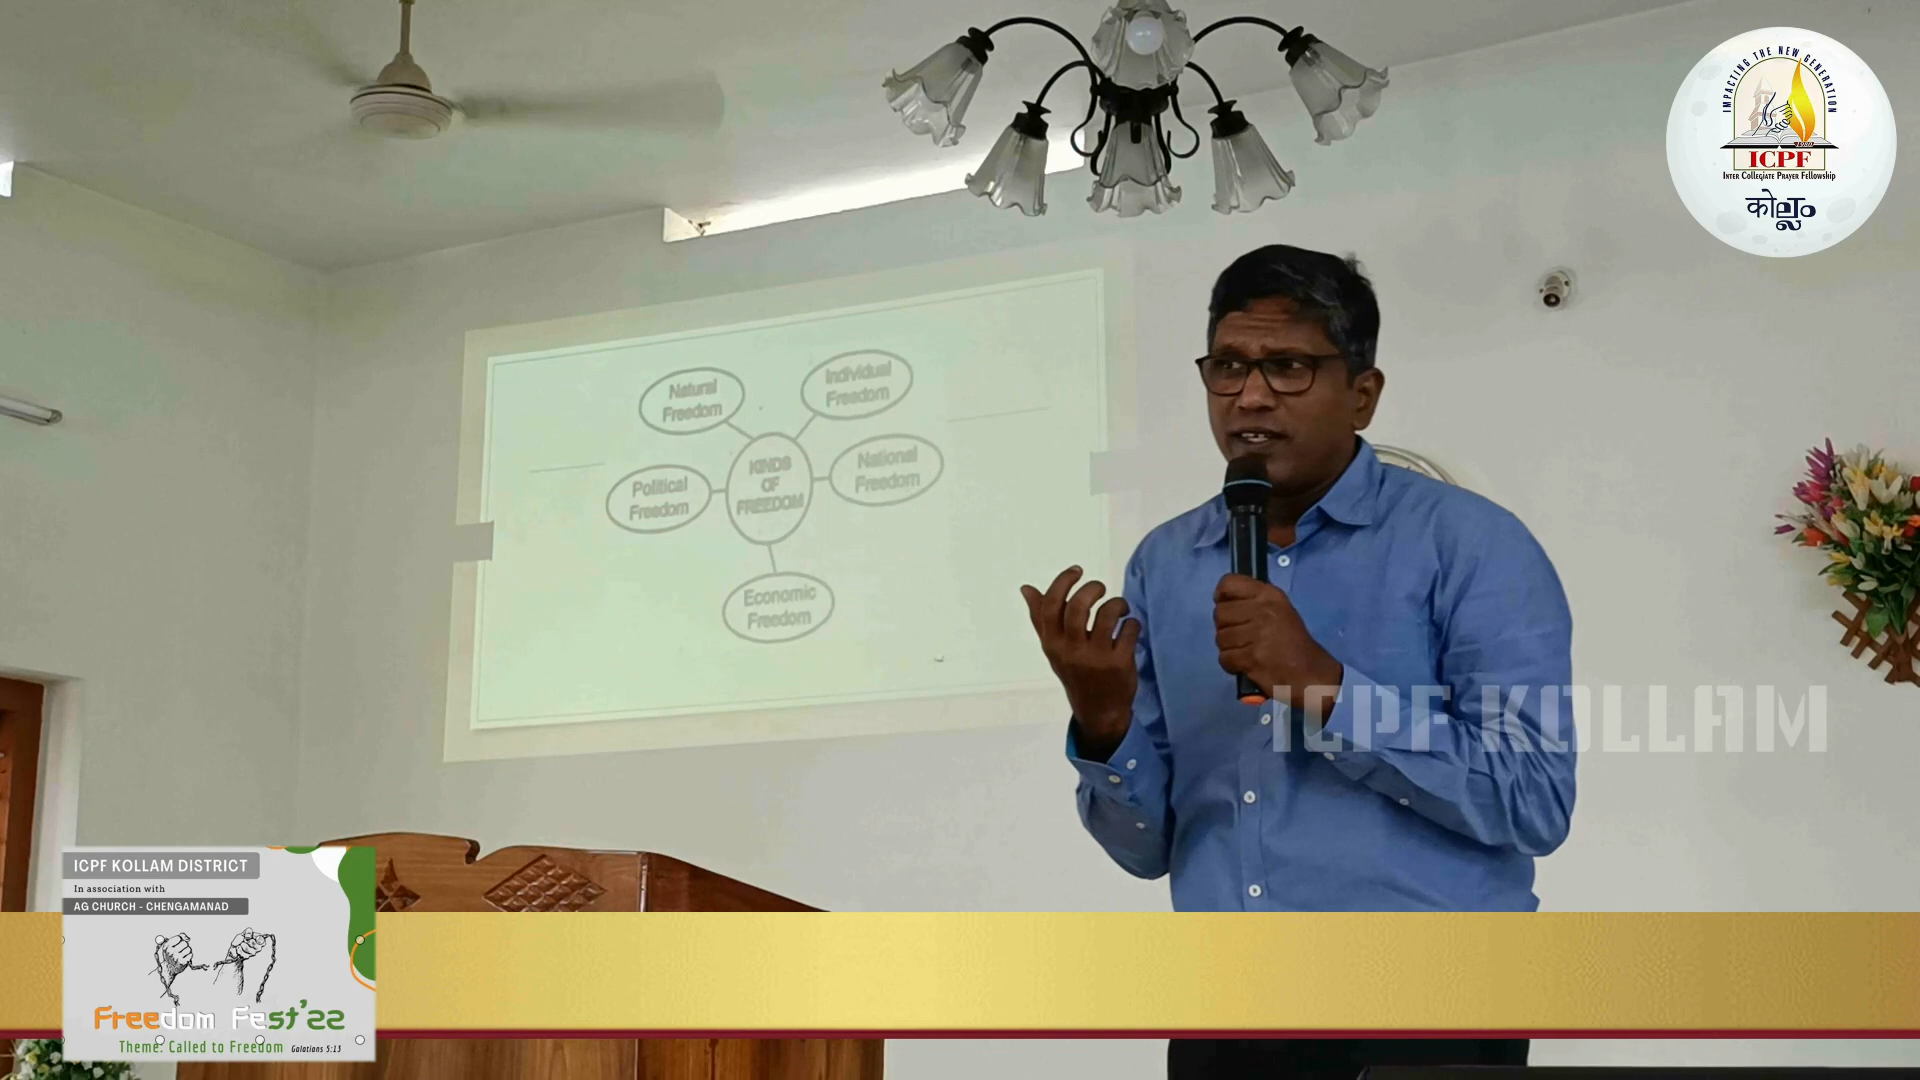 IMPACTING THE NEW GENERATION
ICPF
INTER COLLEGIATE PRAYER FELLOWSHIP
कोല്ലം
Natural
Freedom
Individual
Freedom
KINDS
OF
FREEDOM
National
Freedom
Political
Freedom
Economic
Freedom
ICPF KOLLAM
ICPF KOLLAM DISTRICT
In association with
AG CHURCH - CHENGAMANAD
Freedom Fest'22
Theme: Called to Freedom Galatians 5:13